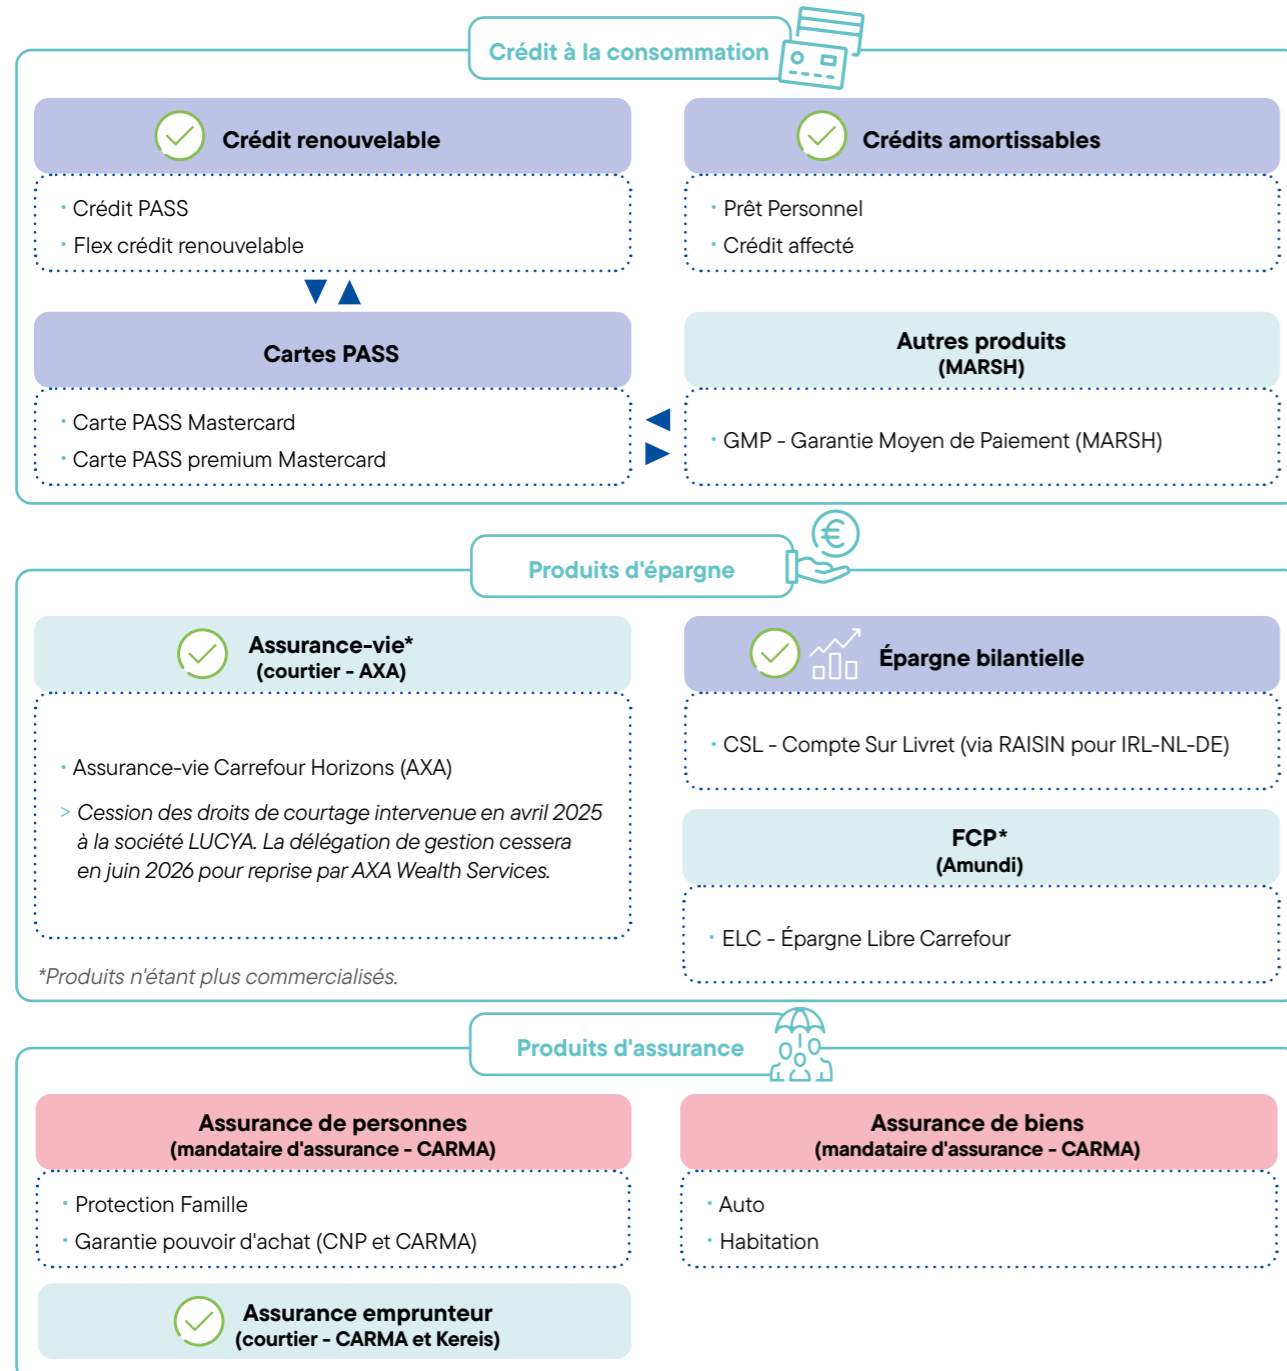 Crédit à la consommation
Crédit renouvelable
· Crédit PASS
· Flex crédit renouvelable
Crédits amortissables
· Prêt Personnel
· Crédit affecté
Cartes PASS
· Carte PASS Mastercard
· Carte PASS premium Mastercard
Autres produits
(MARSH)
· GMP - Garantie Moyen de Paiement (MARSH)
Produits d'épargne
Assurance-vie*
(courtier - AXA)
· Assurance-vie Carrefour Horizons (AXA)
> Cession des droits de courtage intervenue en avril 2025
à la société LUCYA. La délégation de gestion cessera
en juin 2026 pour reprise par AXA Wealth Services.
Épargne bilantielle
· CSL - Compte Sur Livret (via RAISIN pour IRL-NL-DE)
FCP*
(Amundi)
· ELC - Épargne Libre Carrefour
*Produits n'étant plus commercialisés.
Produits d'assurance
Assurance de personnes
(mandataire d'assurance - CARMA)
· Protection Famille
· Garantie pouvoir d'achat (CNP et CARMA)
Assurance de biens
(mandataire d'assurance - CARMA)
· Auto
· Habitation
Assurance emprunteur
(courtier - CARMA et Kereis)